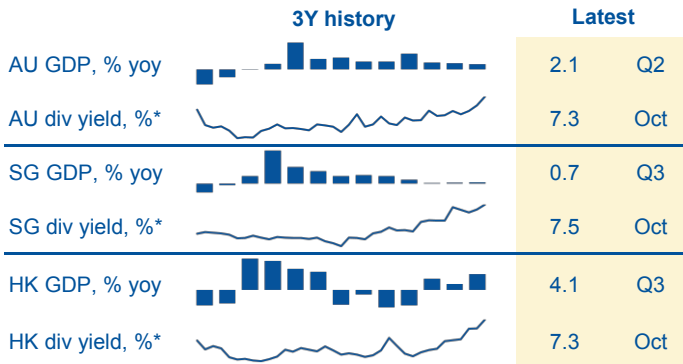 3Y history Latest
AU GDP, % yoy 2.1 Q2
AU div yield, %* 7.3 Oct
SG GDP, % yoy 0.7 Q3
SG div yield, %* 7.5 Oct
HK GDP, % yoy 4.1 Q3
HK div yield, %* 7.3 Oct